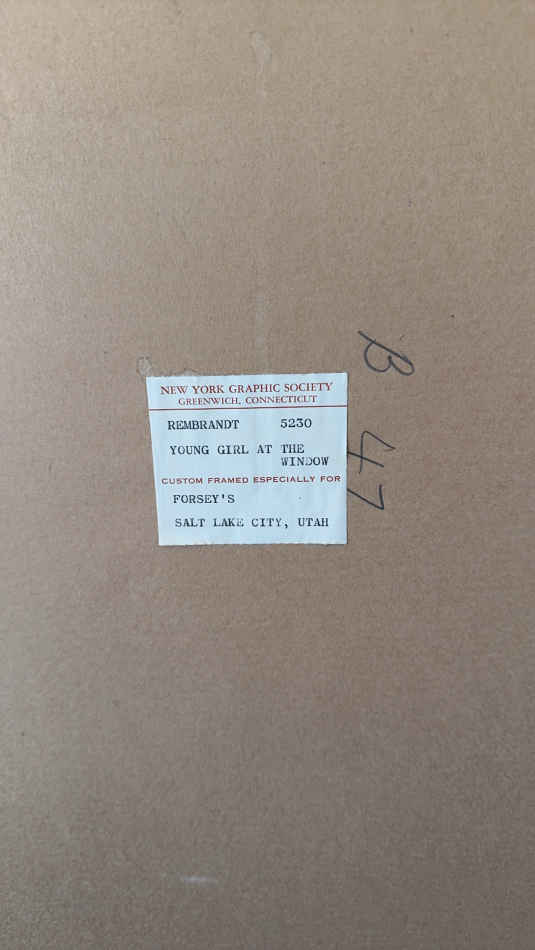 NEW YORK GRAPHIC SOCIETY
GREENWICH, CONNECTICUT
REMBRANDT 5230
YOUNG GIRL AT THE
WINDOW
CUSTOM FRAMED ESPECIALLY FOR
FORSEY'S
SALT LAKE CITY, UTAH
B 47